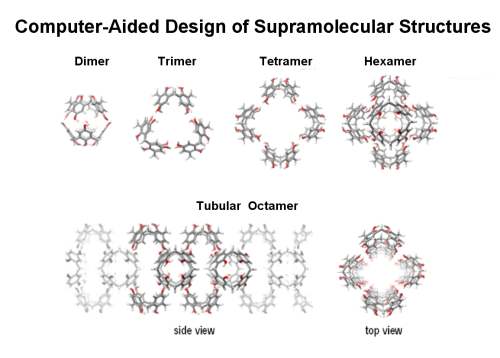 Computer-Aided Design of Supramolecular Structures
Dimer Trimer Tetramer Hexamer
Tubular Octamer
side view top view